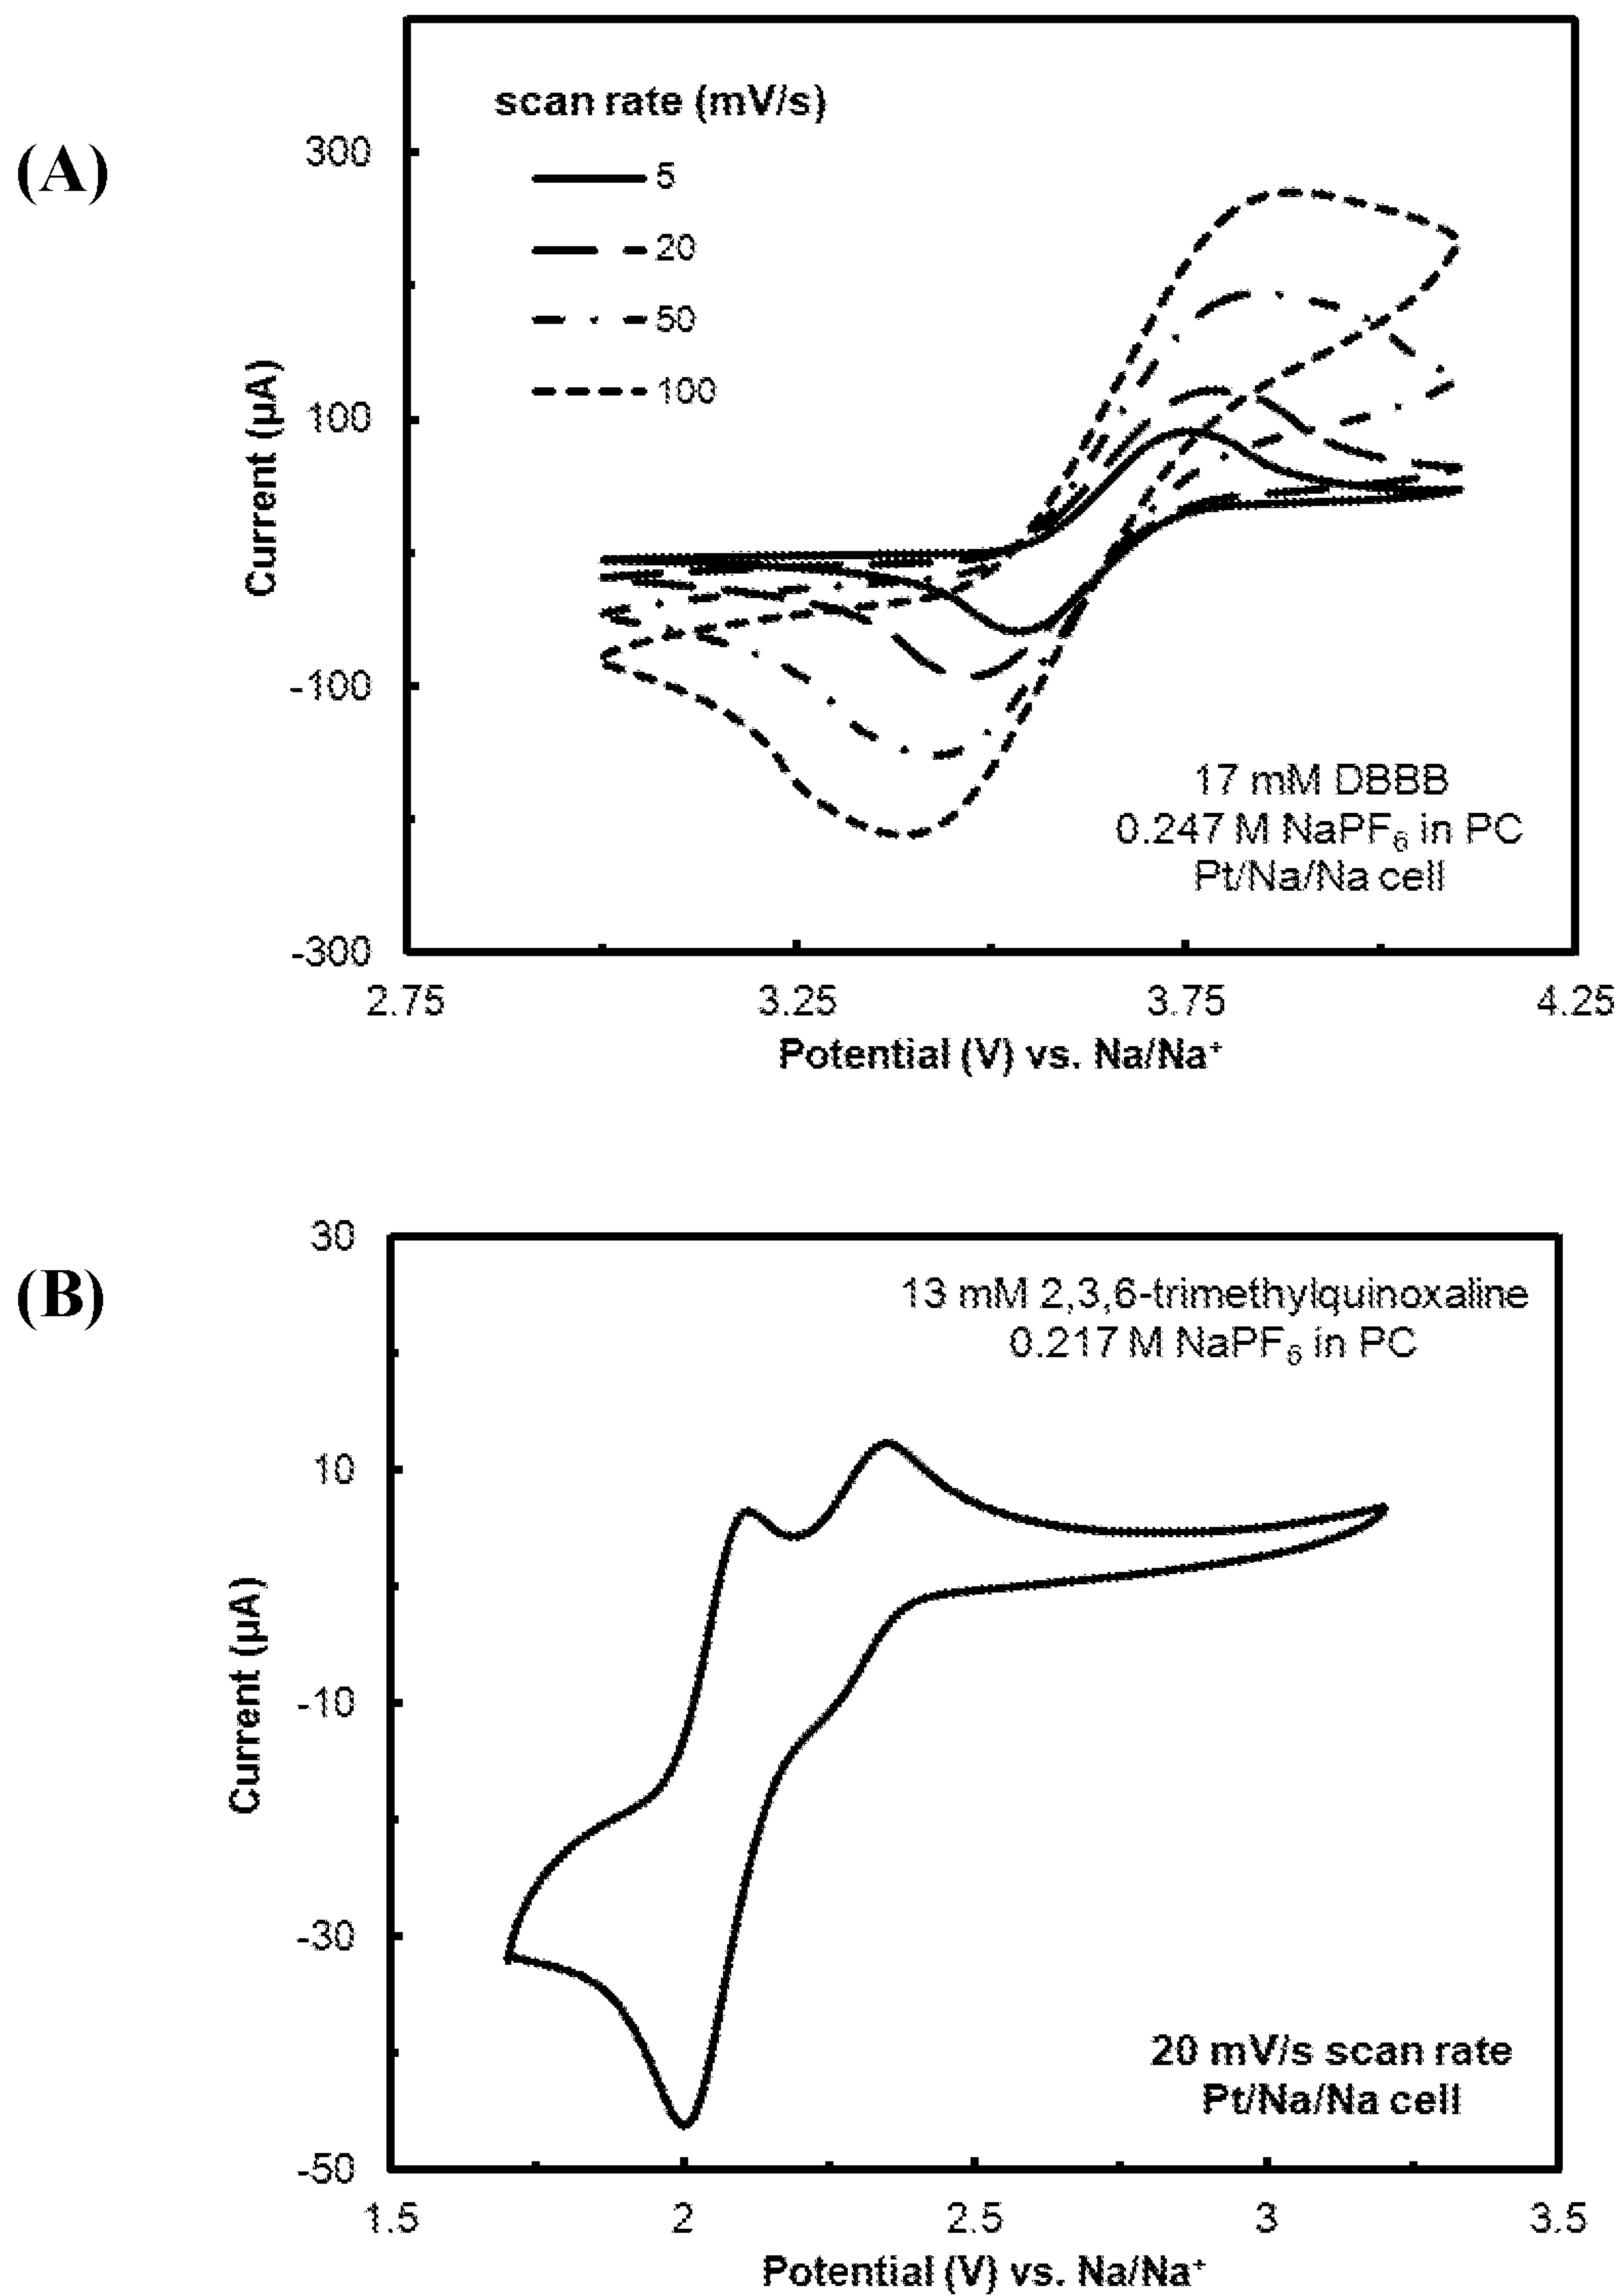 (A)
scan rate (mV/s)
5
20
50
100
300
100
-100
-300
Current (µA)
17 mM DBBB
0.247 M NaPF₆ in PC
Pt/Na/Na cell
2.75 3.25 3.75 4.25
Potential (V) vs. Na/Na⁺
(B)
30
10
-10
-30
-50
Current (µA)
13 mM 2,3,6-trimethylquinoxaline
0.217 M NaPF₆ in PC
20 mV/s scan rate
Pt/Na/Na cell
1.5 2 2.5 3 3.5
Potential (V) vs. Na/Na⁺